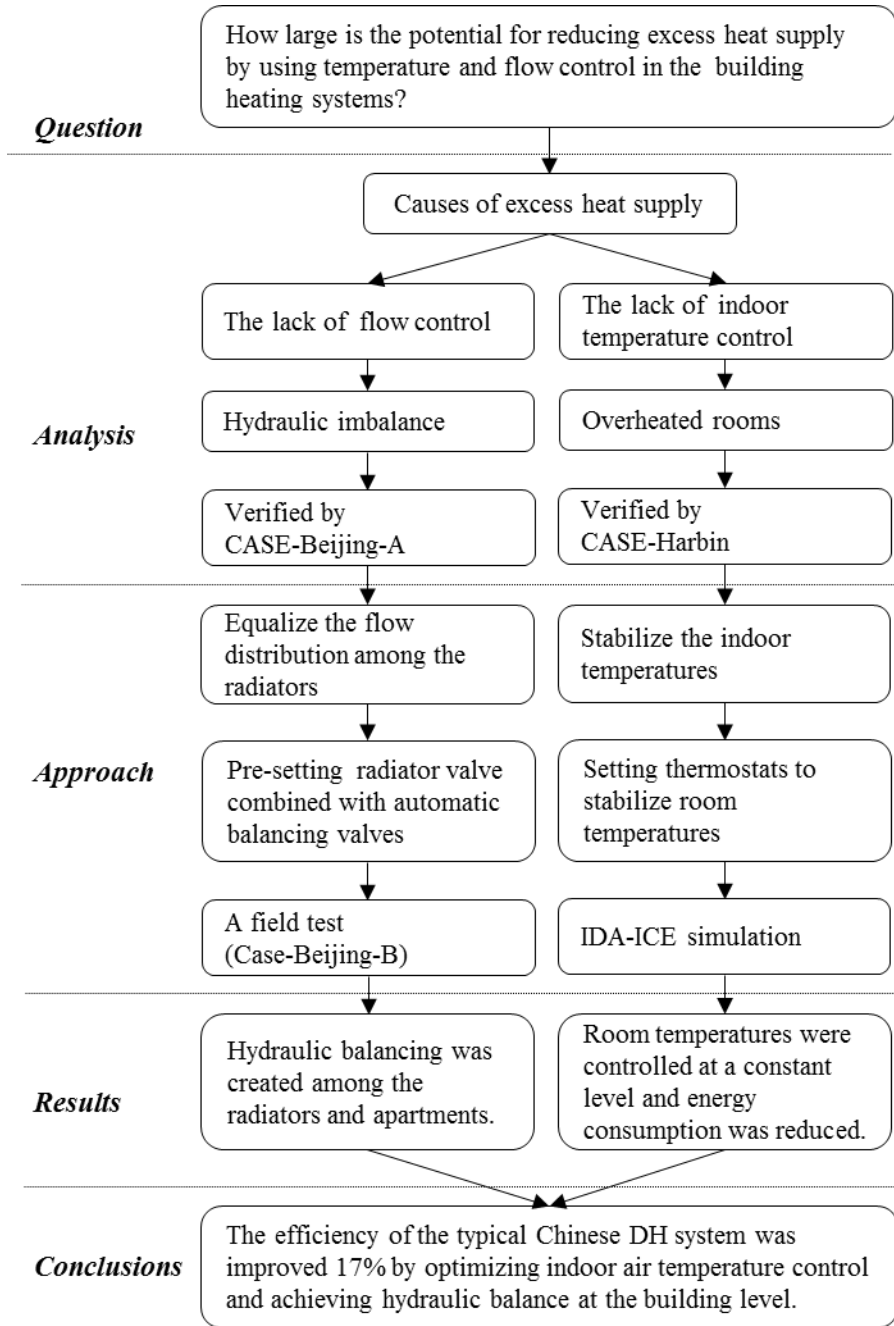 How large is the potential for reducing excess heat supply
by using temperature and flow control in the building
heating systems?
Question
Causes of excess heat supply
The lack of flow control
The lack of indoor
temperature control
Analysis
Hydraulic imbalance
Overheated rooms
Verified by
CASE-Beijing-A
Verified by
CASE-Harbin
Equalize the flow
distribution among the
radiators
Stabilize the indoor
temperatures
Approach
Pre-setting radiator valve
combined with automatic
balancing valves
Setting thermostats to
stabilize room
temperatures
A field test
(Case-Beijing-B)
IDA-ICE simulation
Results
Hydraulic balancing was
created among the
radiators and apartments.
Room temperatures were
controlled at a constant
level and energy
consumption was reduced.
Conclusions
The efficiency of the typical Chinese DH system was
improved 17% by optimizing indoor air temperature control
and achieving hydraulic balance at the building level.